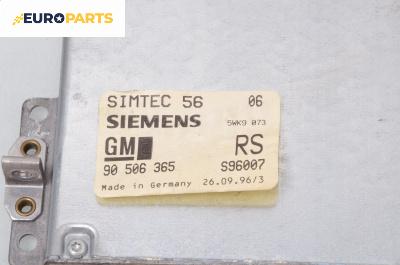 EUROPARTS
SIMTEC 56 06
SIEMENS 5WK9 073
GM RS
90 506 365 S96007
Made in Germany 26.09.96/3